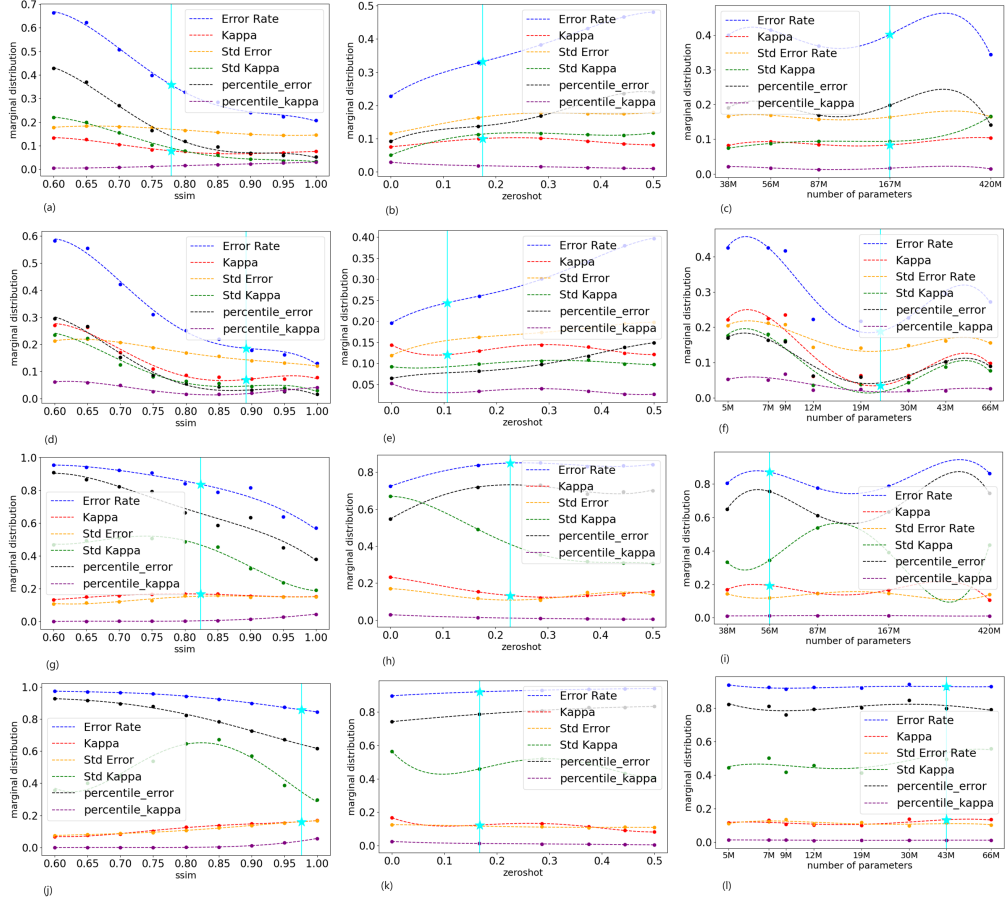 marginal distribution
0.7
0.6
0.5
0.4
0.3
0.2
0.1
0.0
Error Rate
Kappa
Std Error
Std Kappa
percentile_error
percentile_kappa
0.60 0.65 0.70 0.75 0.80 0.85 0.90 0.95 1.00
ssim
(a)
marginal distribution
0.5
0.4
0.3
0.2
0.1
0.0
Error Rate
Kappa
Std Error
Std Kappa
percentile_error
percentile_kappa
0.0 0.1 0.2 0.3 0.4 0.5
zeroshot
(b)
marginal distribution
0.4
0.3
0.2
0.1
0.0
Error Rate
Kappa
Std Error Rate
Std Kappa
percentile_error
percentile_kappa
38M 56M 87M 167M 420M
number of parameters
(c)
marginal distribution
0.6
0.5
0.4
0.3
0.2
0.1
0.0
Error Rate
Kappa
Std Error
Std Kappa
percentile_error
percentile_kappa
0.60 0.65 0.70 0.75 0.80 0.85 0.90 0.95 1.00
ssim
(d)
marginal distribution
0.40
0.35
0.30
0.25
0.20
0.15
0.10
0.05
Error Rate
Kappa
Std Error
Std Kappa
percentile_error
percentile_kappa
0.0 0.1 0.2 0.3 0.4 0.5
zeroshot
(e)
marginal distribution
0.4
0.3
0.2
0.1
0.0
Error Rate
Kappa
Std Error Rate
Std Kappa
percentile_error
percentile_kappa
5M 7M 9M 12M 19M 30M 43M 66M
number of parameters
(f)
marginal distribution
1.0
0.8
0.6
0.4
0.2
0.0
Error Rate
Kappa
Std Error
Std Kappa
percentile_error
percentile_kappa
0.60 0.65 0.70 0.75 0.80 0.85 0.90 0.95 1.00
ssim
(g)
marginal distribution
0.8
0.6
0.4
0.2
0.0
Error Rate
Kappa
Std Error
Std Kappa
percentile_error
percentile_kappa
0.0 0.1 0.2 0.3 0.4 0.5
zeroshot
(h)
marginal distribution
0.8
0.6
0.4
0.2
0.0
Error Rate
Kappa
Std Error Rate
Std Kappa
percentile_error
percentile_kappa
38M 56M 87M 167M 420M
number of parameters
(i)
marginal distribution
1.0
0.8
0.6
0.4
0.2
0.0
Error Rate
Kappa
Std Error
Std Kappa
percentile_error
percentile_kappa
0.60 0.65 0.70 0.75 0.80 0.85 0.90 0.95 1.00
ssim
(j)
marginal distribution
0.8
0.6
0.4
0.2
0.0
Error Rate
Kappa
Std Error
Std Kappa
percentile_error
percentile_kappa
0.0 0.1 0.2 0.3 0.4 0.5
zeroshot
(k)
marginal distribution
0.8
0.6
0.4
0.2
0.0
Error Rate
Kappa
Std Error Rate
Std Kappa
percentile_error
percentile_kappa
5M 7M 9M 12M 19M 30M 43M 66M
number of parameters
(l)